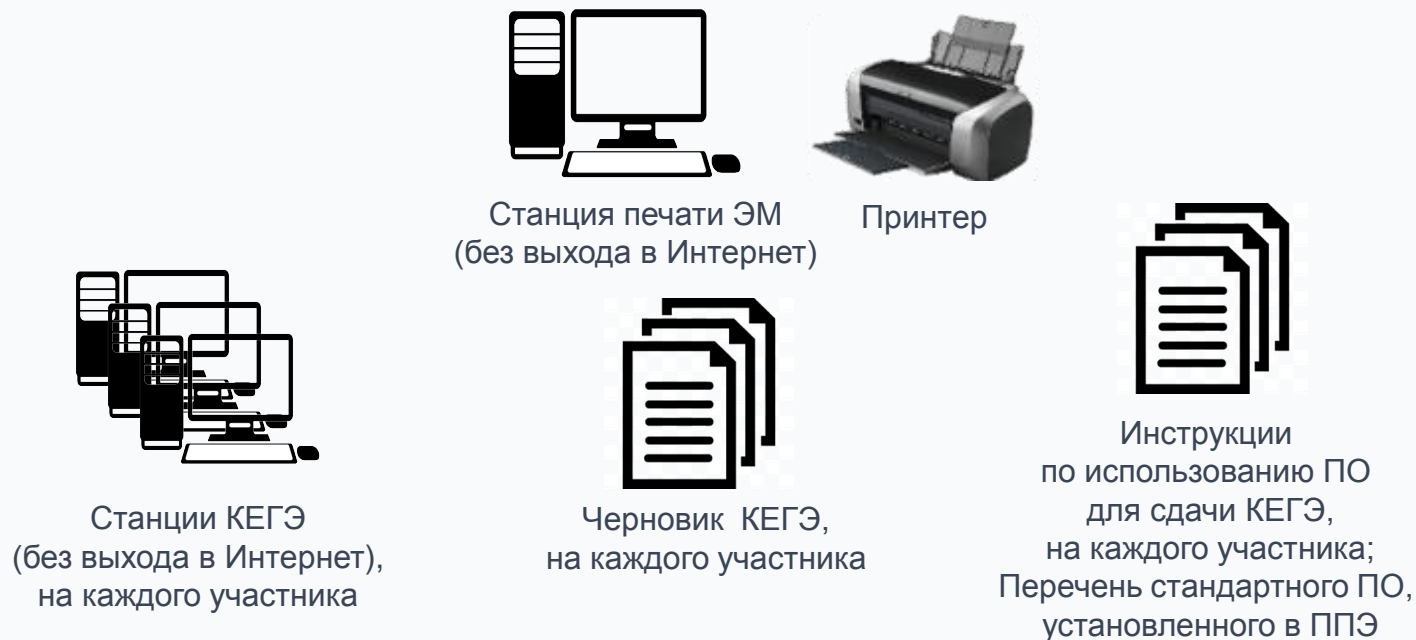 Станция печати ЭМ
(без выхода в Интернет)
Принтер
Станции КЕГЭ
(без выхода в Интернет),
на каждого участника
Черновик КЕГЭ,
на каждого участника
Инструкции
по использованию ПО
для сдачи КЕГЭ,
на каждого участника;
Перечень стандартного ПО,
установленного в ППЭ